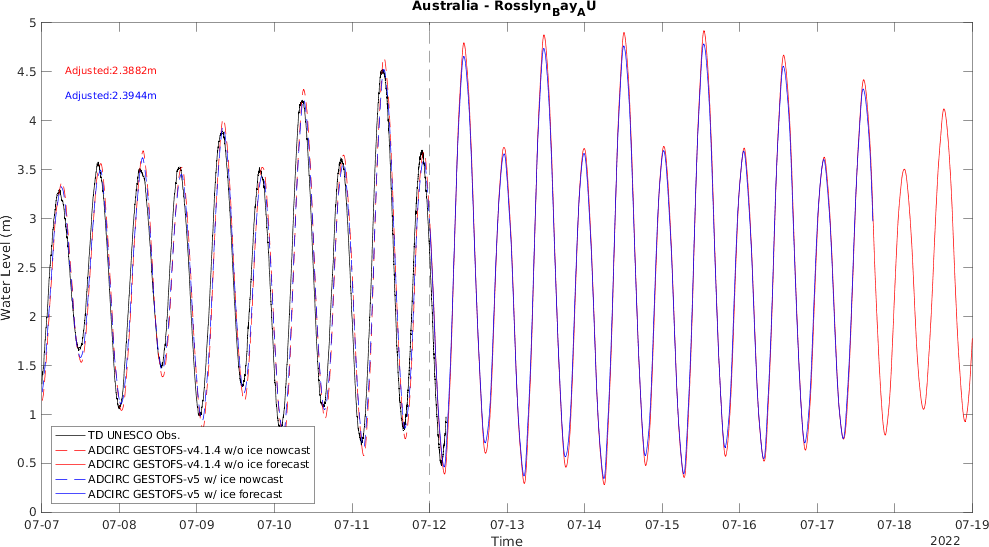 Australia - Rosslyn_Bay_AU
5
4.5
4
3.5
3
2.5
2
1.5
1
0.5
0
Water Level (m)
Adjusted:2.3882m
Adjusted:2.3944m
TD UNESCO Obs.
ADCIRC GESTOFS-v4.1.4 w/o ice nowcast
ADCIRC GESTOFS-v4.1.4 w/o ice forecast
ADCIRC GESTOFS-v5 w/ ice nowcast
ADCIRC GESTOFS-v5 w/ ice forecast
07-07 07-08 07-09 07-10 07-11 07-12 07-13 07-14 07-15 07-16 07-17 07-18 07-19
Time
2022